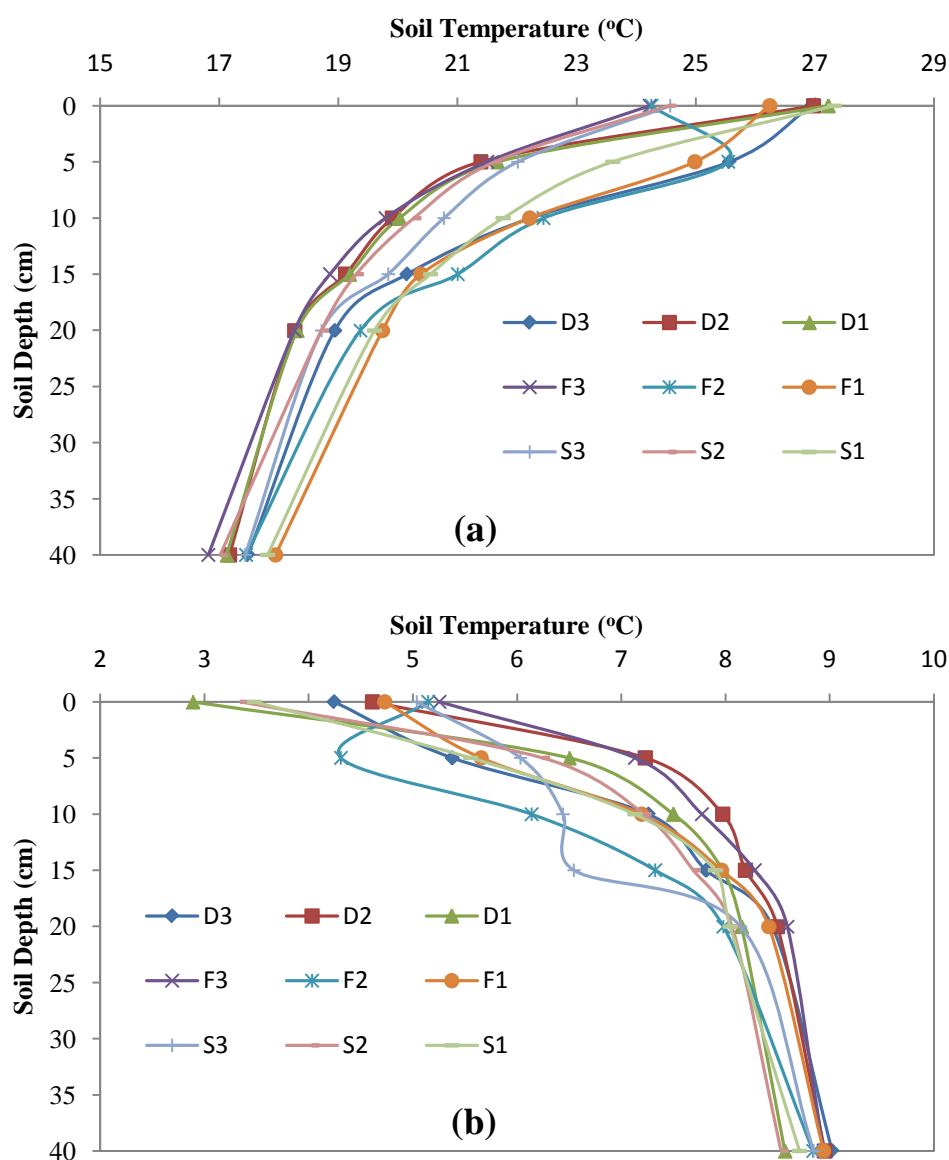 Soil Temperature (°C)
15 17 19 21 23 25 27 29
0
5
10
15
20
25
30
35
40
Soil Depth (cm)
D3 D2 D1
F3 F2 F1
S3 S2 S1
(a)
Soil Temperature (°C)
2 3 4 5 6 7 8 9 10
0
5
10
15
20
25
30
35
40
Soil Depth (cm)
D3 D2 D1
F3 F2 F1
S3 S2 S1
(b)